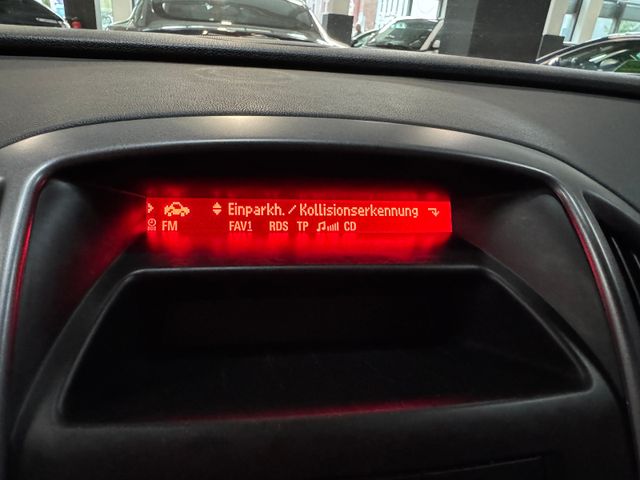 Einparkh. / Kollisionserkennung
FM FAV1 RDS TP CD